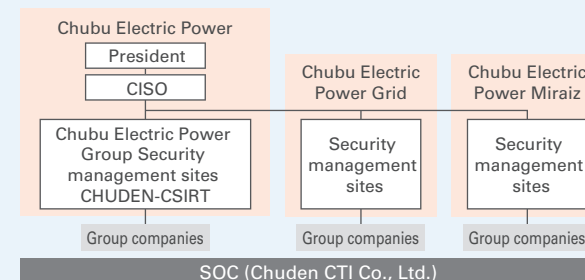 Chubu Electric Power
President
CISO
Chubu Electric Power
Group Security
management sites
CHUDEN-CSIRT
Group companies
Chubu Electric
Power Grid
Security
management
sites
Group companies
Chubu Electric
Power Miraiz
Security
management
sites
Group companies
SOC (Chuden CTI Co., Ltd.)